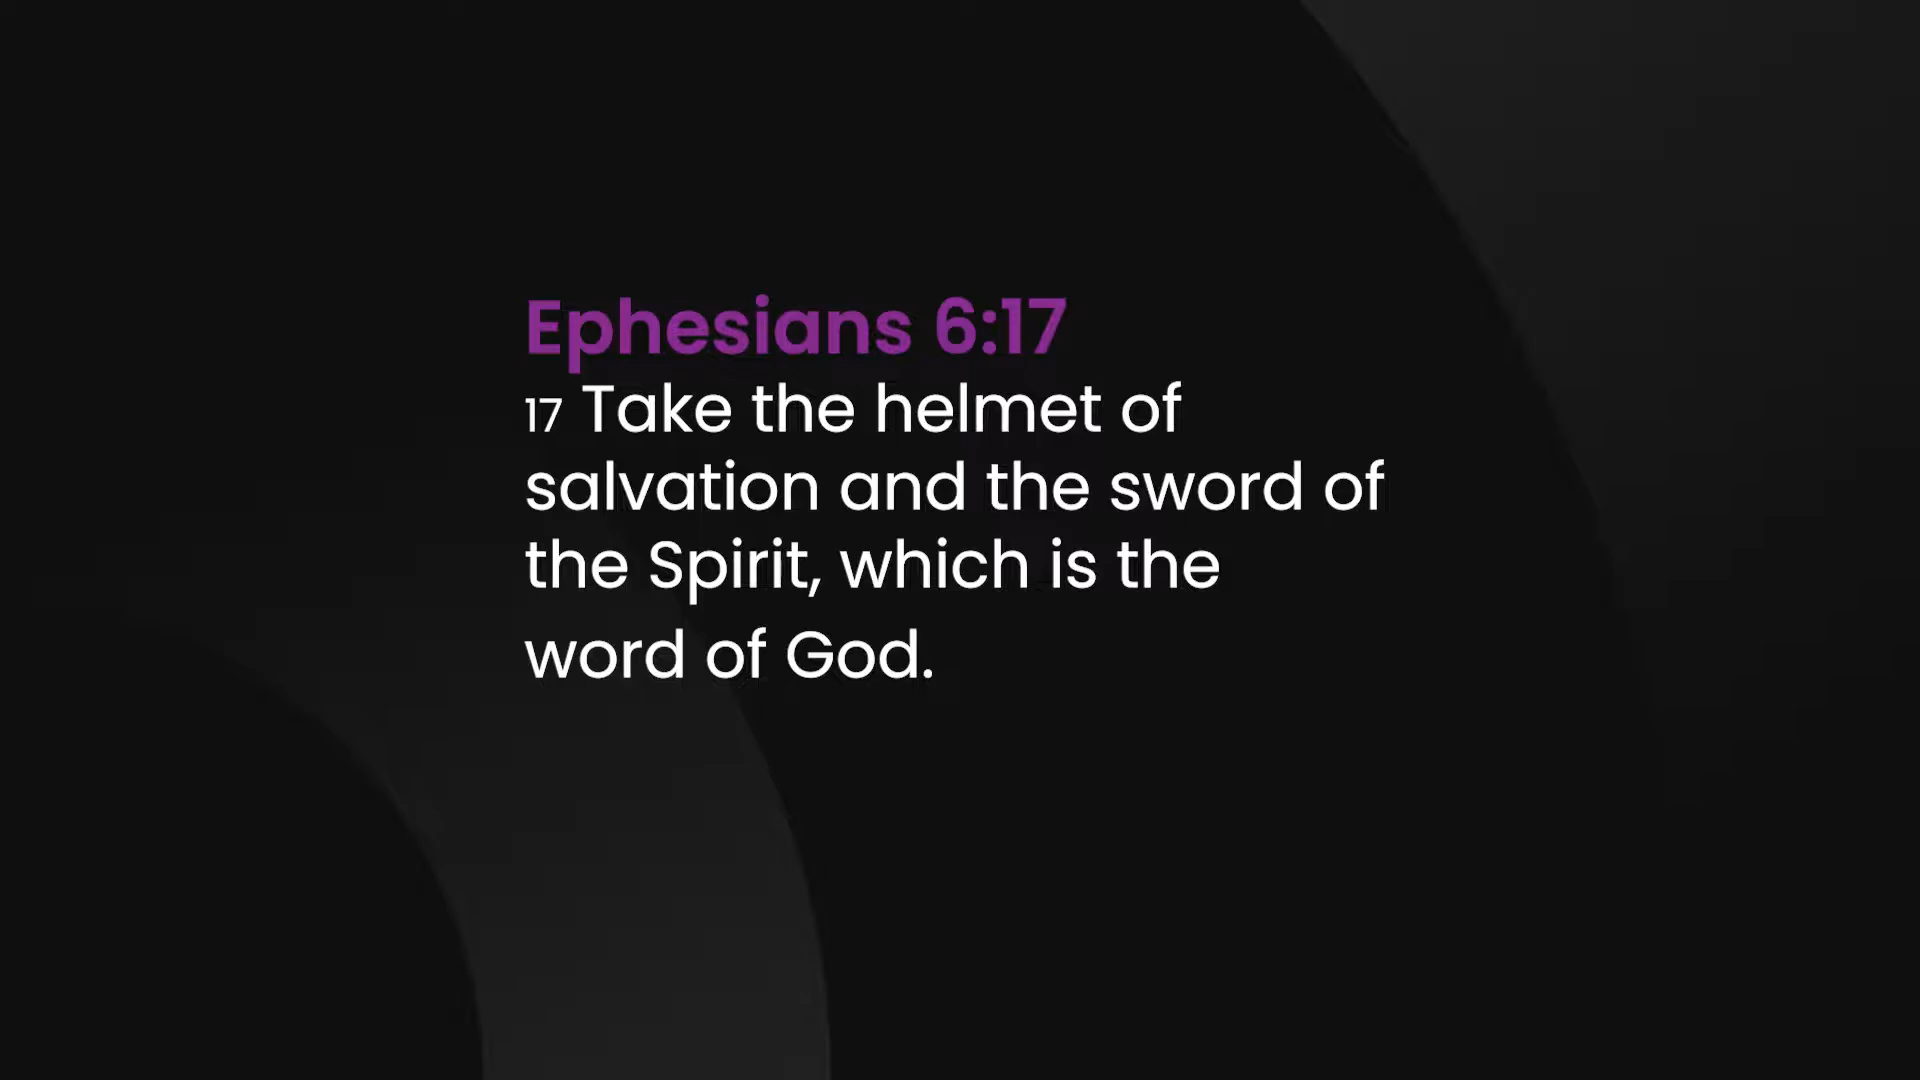 Ephesians 6:17
17 Take the helmet of
salvation and the sword of
the Spirit, which is the
word of God.